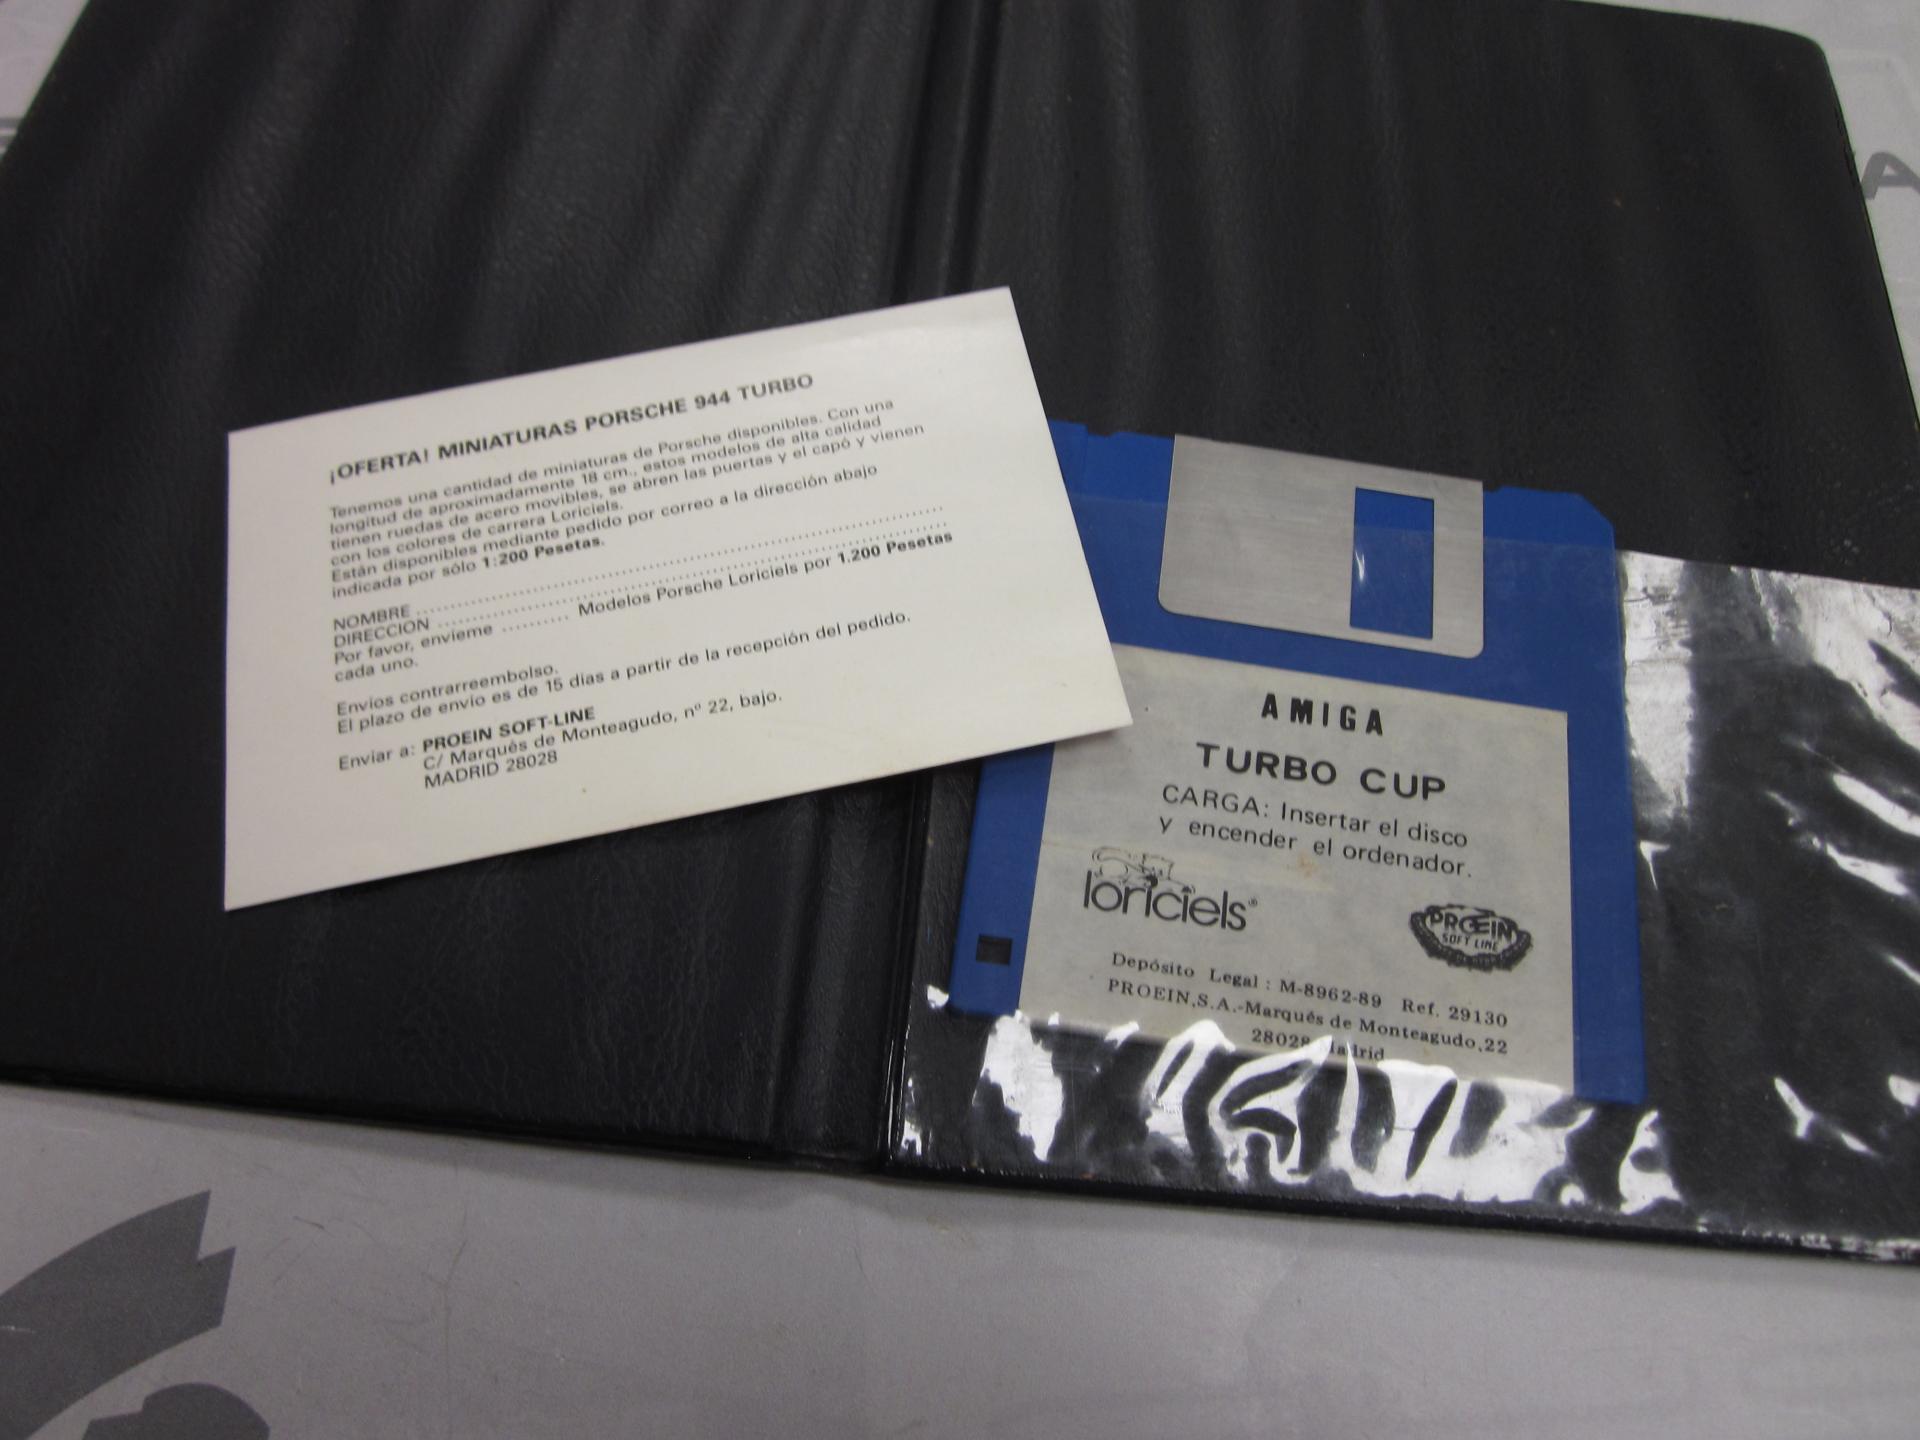 ¡OFERTA! MINIATURAS PORSCHE 944 TURBO
Tenemos una cantidad de miniaturas de Porsche disponibles. Con una
longitud de aproximadamente 18 cm., estos modelos de alta calidad
tienen ruedas de acero movibles, se abren las puertas y el capó y vienen
con los colores de carrera Loriciels.
Están disponibles mediante pedido por correo a la dirección abajo
indicada por sólo 1:200 Pesetas.
NOMBRE ........................................................................
DIRECCION ....................................................................
Por favor, envieme .......... Modelos Porsche Loriciels por 1.200 Pesetas
cada uno.
Envíos contrarreembolso.
El plazo de envío es de 15 días a partir de la recepción del pedido.
Enviar a: PROEIN SOFT-LINE
C/ Marqués de Monteagudo, nº 22, bajo.
MADRID 28028
AMIGA
TURBO CUP
CARGA: Insertar el disco
y encender el ordenador.
loriciels®
PROEIN
SOFT LINE
Depósito Legal : M-8962-89 Ref. 29130
PROEIN,S.A.-Marqués de Monteagudo,22
28028 Madrid
A